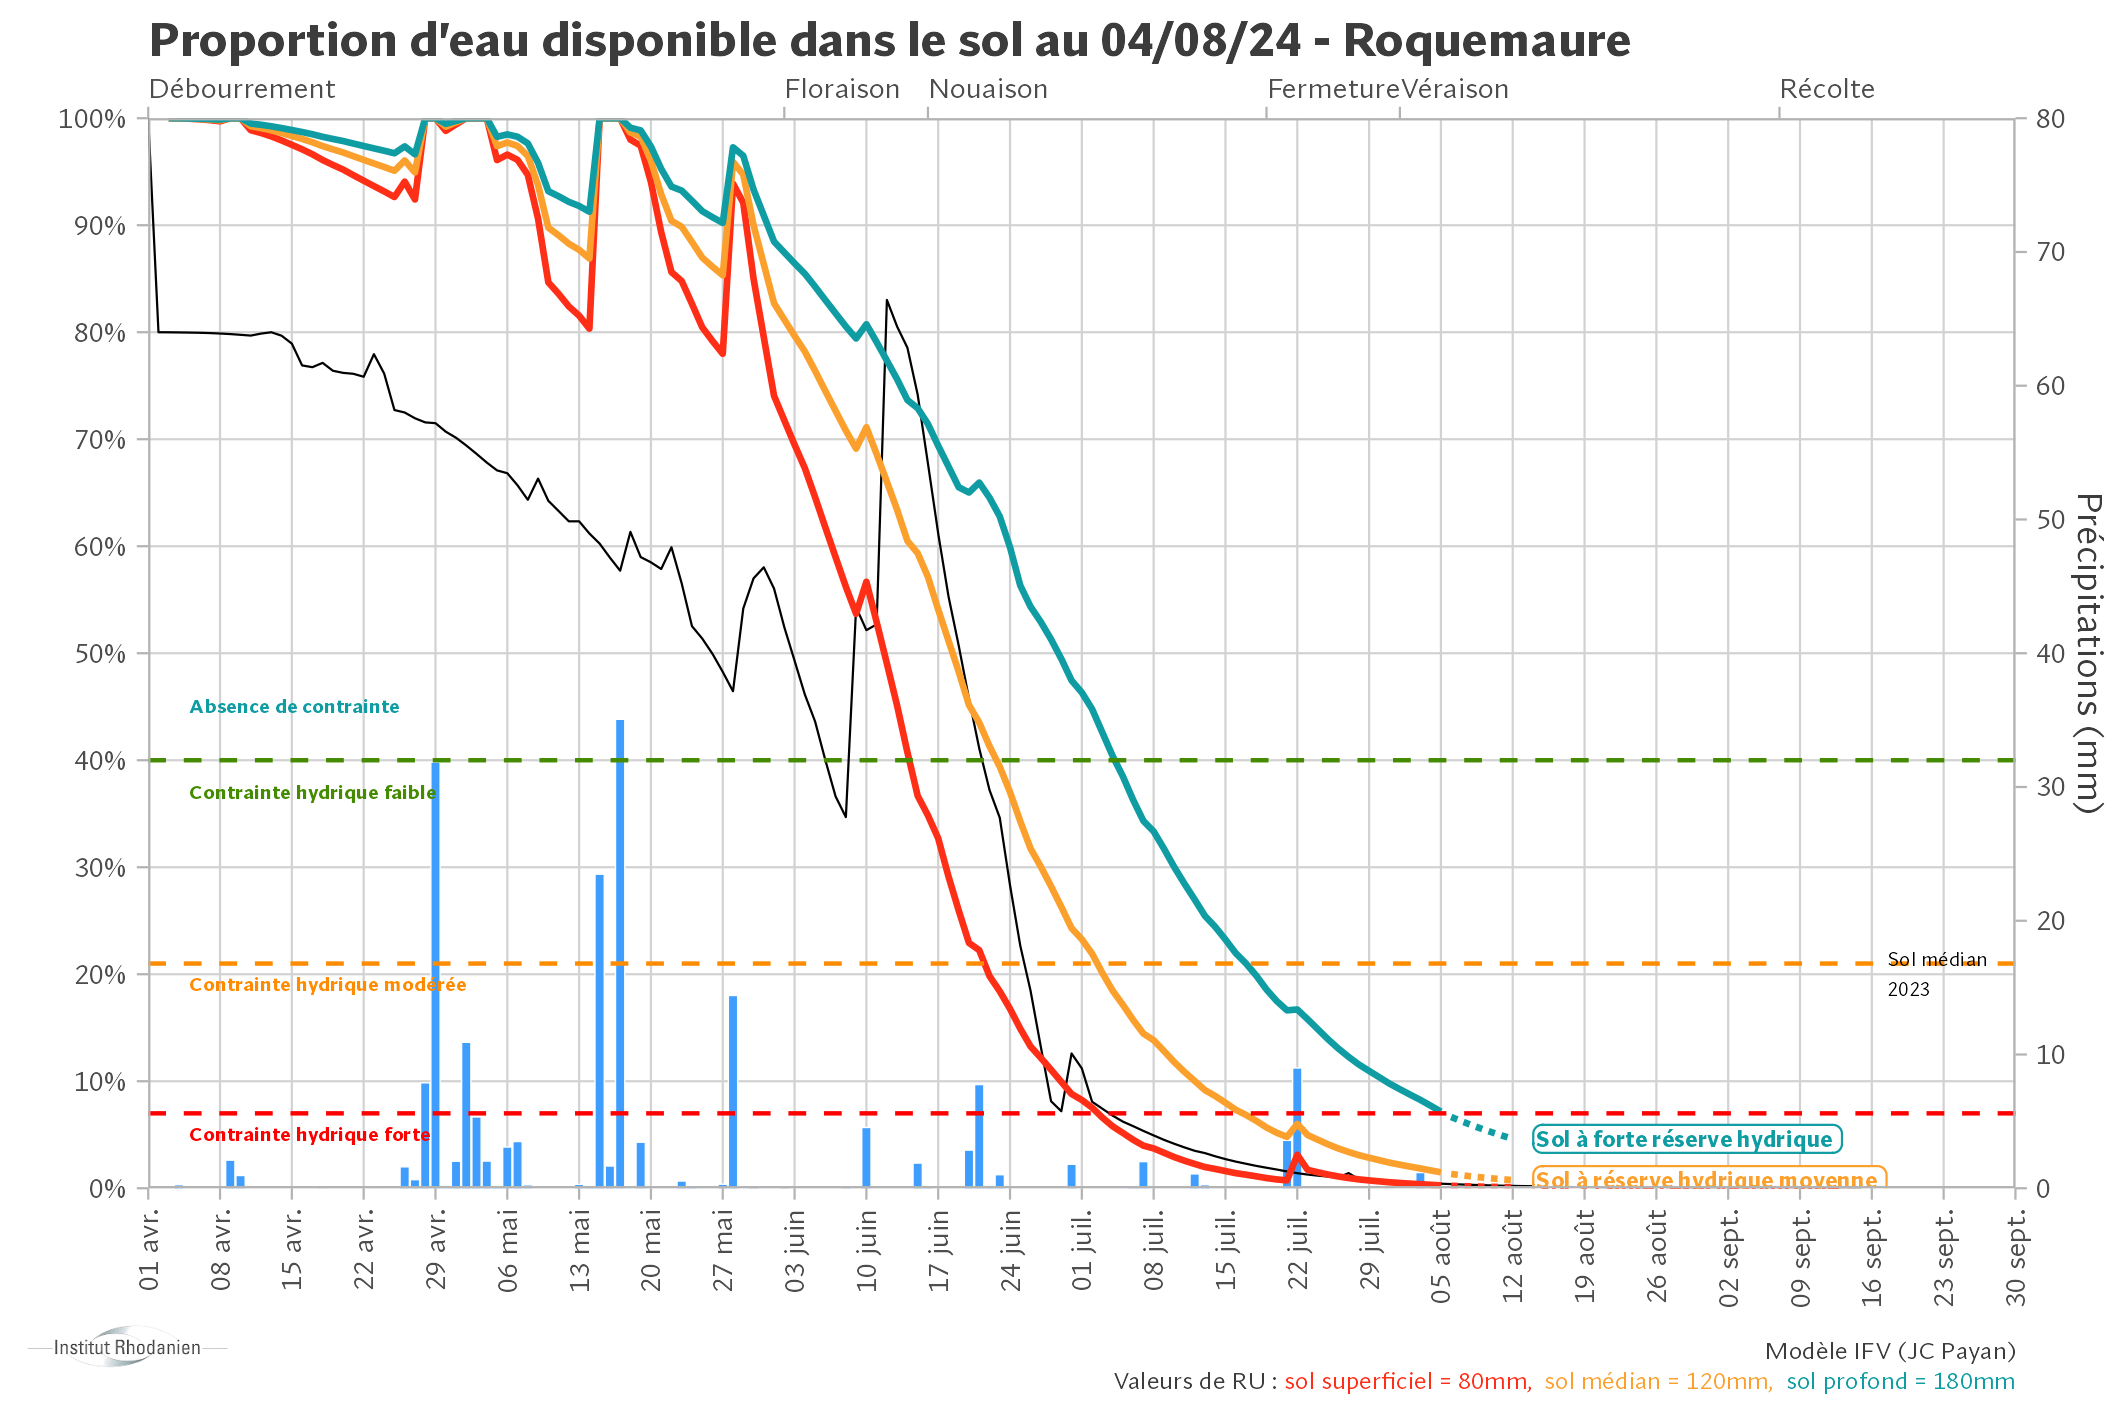 Proportion d'eau disponible dans le sol au 04/08/24 - Roquemaure
Débourrement Floraison Nouaison Fermeture Véraison Récolte
100% 80
90%
70
80%
60
70%
60% 50
Précipitations (mm)
50% 40
Absence de contrainte
40%
Contrainte hydrique faible 30
30%
20
Sol médian
20%
Contrainte hydrique modérée 2023
10% 10
Contrainte hydrique forte Sol à forte réserve hydrique
Sol à réserve hydrique moyenne
0% 0
01 avr. 08 avr. 15 avr. 22 avr. 29 avr. 06 mai 13 mai 20 mai 27 mai 03 juin 10 juin 17 juin 24 juin 01 juil. 08 juil. 15 juil. 22 juil. 29 juil. 05 août 12 août 19 août 26 août 02 sept. 09 sept. 16 sept. 23 sept. 30 sept.
Institut Rhodanien
Modèle IFV (JC Payan)
Valeurs de RU : sol superficiel = 80mm, sol médian = 120mm, sol profond = 180mm